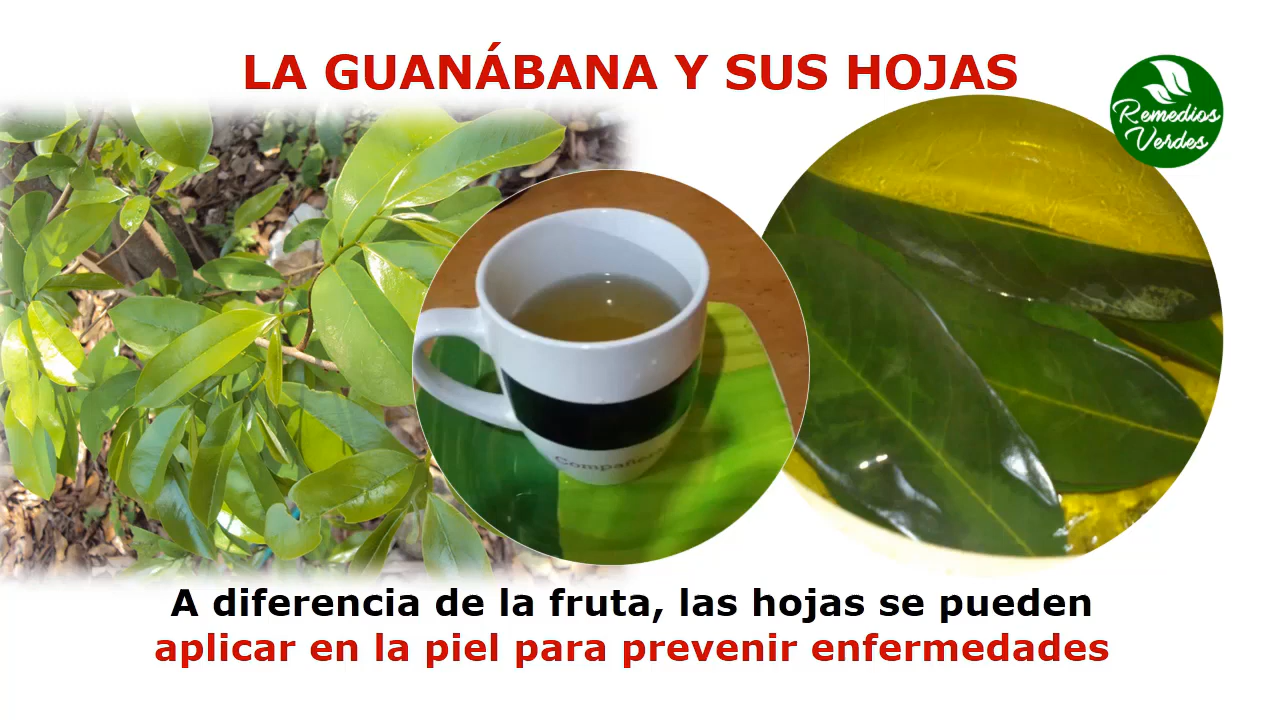 LA GUANÁBANA Y SUS HOJAS
Remedios
Verdes
Compañer
A diferencia de la fruta, las hojas se pueden
aplicar en la piel para prevenir enfermedades